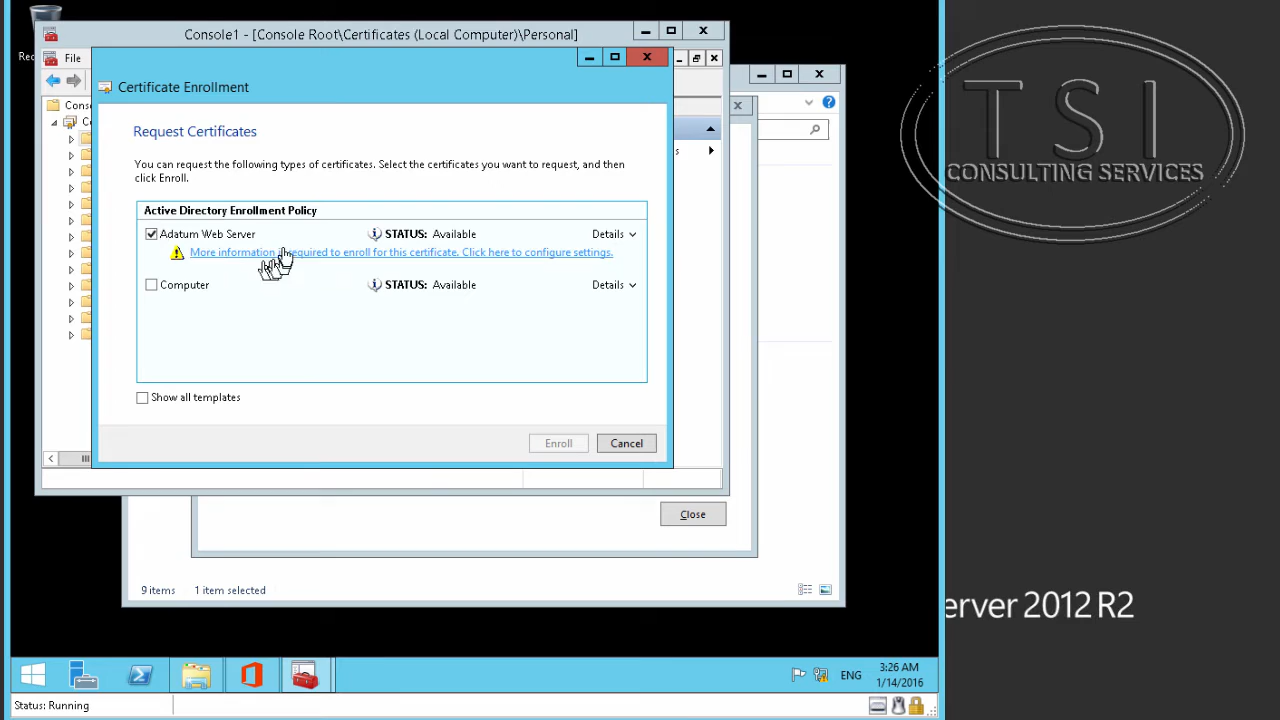 Console1 - [Console Root\Certificates (Local Computer)\Personal]
File
Certificate Enrollment
Request Certificates
You can request the following types of certificates. Select the certificates you want to request, and then
click Enroll.
Active Directory Enrollment Policy
Adatum Web Server
STATUS: Available
Details
More information is required to enroll for this certificate. Click here to configure settings.
Computer
STATUS: Available
Details
Show all templates
Enroll
Cancel
Close
9 items
1 item selected
ENG
3:26 AM
1/14/2016
Status: Running
TSI
CONSULTING SERVICES
erver 2012 R2